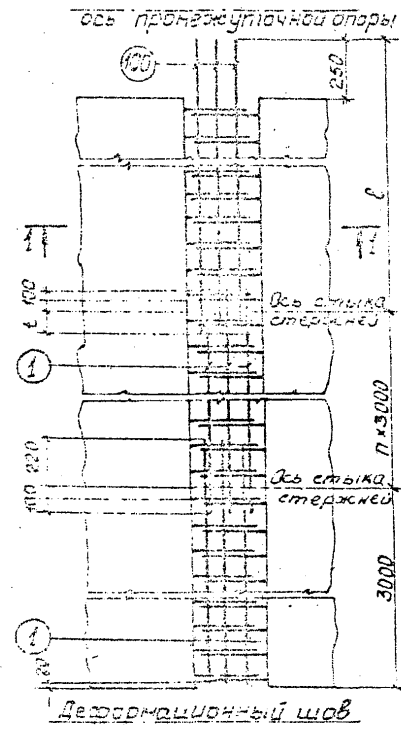 ось промежуточной опоры
100
250
l
1
1
100
Ось стыка
стержней
t
1
n×3000
220
Ось стыка
100
стержней
3000
1
20
Деформационный шов